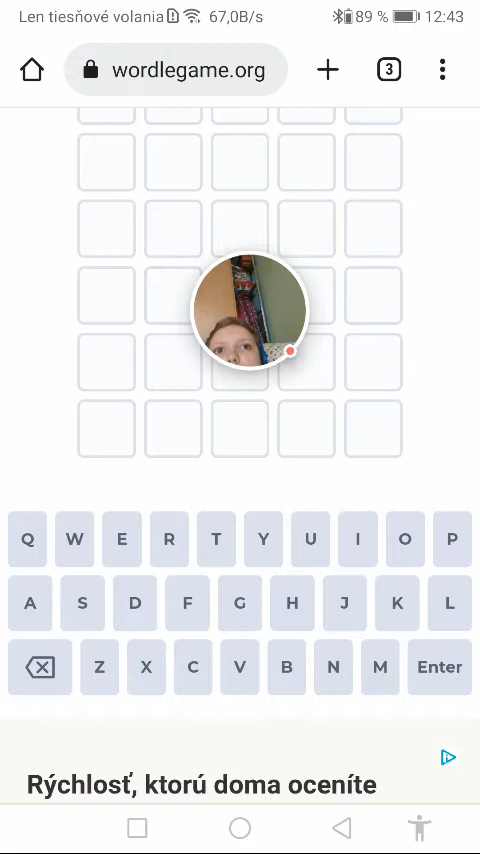 Len tiesňové volania 67,0B/s 89 % 12:43
wordlegame.org 3
Q W E R T Y U I O P
A S D F G H J K L
Z X C V B N M Enter
Rýchlosť, ktorú doma oceníte